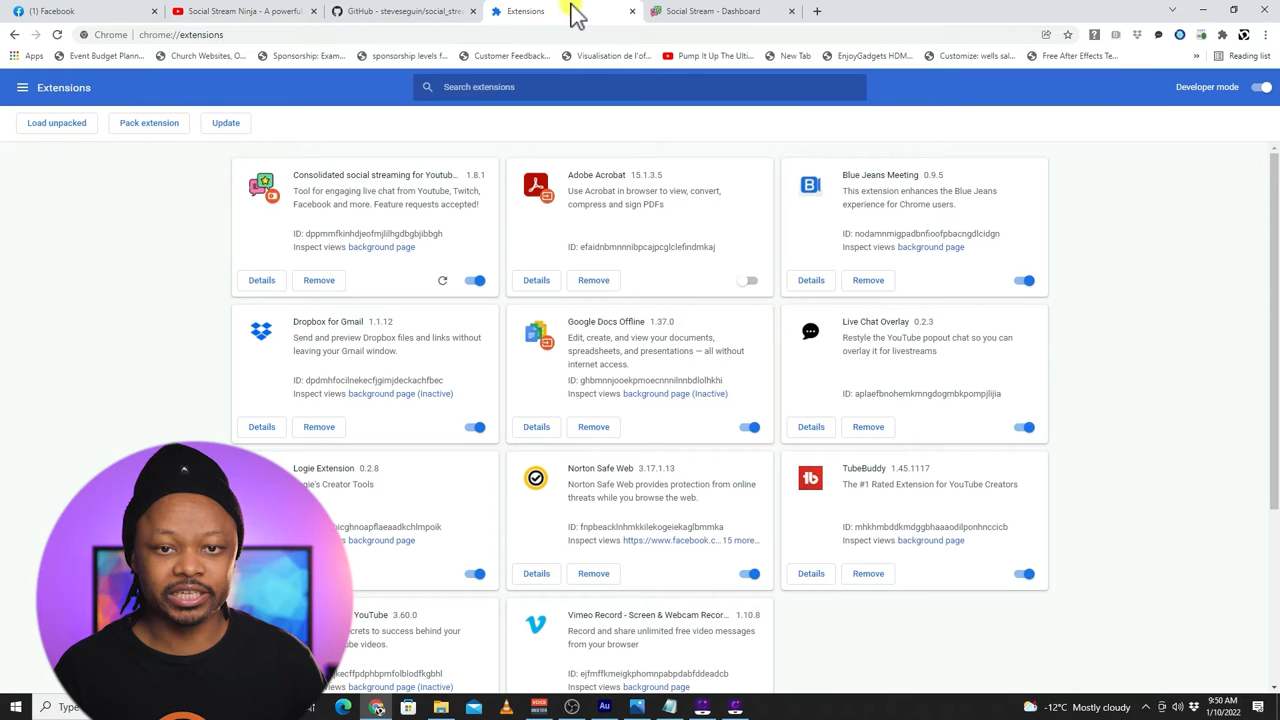 (1) Facebook
Social Stream Ninja - A powerful
GitHub - steveseguin/social_stre
Extensions
Social Stream - Dashboard
Chrome | chrome://extensions
Apps
Event Budget Plan...
Church Websites, O...
Sponsorship: Exam...
sponsorship levels f...
Customer Feedback...
Visualisation de l'of...
Pump It Up The Ulti...
New Tab
EnjoyGadgets HDM...
Customize: wells sal...
Free After Effects Te...
»
Reading list
Extensions
Search extensions
Developer mode
Load unpacked
Pack extension
Update
Consolidated social streaming for Youtub... 1.8.1
Tool for engaging live chat from Youtube, Twitch,
Facebook and more. Feature requests accepted!
ID: dppmmfkinhdjeofmjlilhgdbgbjibbgh
Inspect views background page
Details
Remove
Adobe Acrobat 15.1.3.5
Use Acrobat in browser to view, convert,
compress and sign PDFs
ID: efaidnbmnnnibpcajpcglclefindmkaj
Details
Remove
Blue Jeans Meeting 0.9.5
This extension enhances the Blue Jeans
experience for Chrome users.
ID: nodamnmigpadbnfioofpbacngdlcidgn
Inspect views background page
Details
Remove
Dropbox for Gmail 1.1.12
Send and preview Dropbox files and links without
leaving your Gmail window.
ID: dpdmhfocilnekecfjgimjdeckachfbec
Inspect views background page (Inactive)
Details
Remove
Google Docs Offline 1.37.0
Edit, create, and view your documents,
spreadsheets, and presentations — all without
internet access.
ID: ghbmnnjooekpmoecnnnilnnbdlolhkhi
Inspect views background page (Inactive)
Details
Remove
Live Chat Overlay 0.2.3
Restyle the YouTube popout chat so you can
overlay it for livestreams
ID: aplaefbnohemkmngdogmbkpompjlijia
Details
Remove
Logie Extension 0.2.8
Creator Tools
background page
Norton Safe Web 3.17.1.13
Norton Safe Web provides protection from online
threats while you browse the web.
ID: fnpbeacklnhmkkilekogeiekaglbmmka
Inspect views https://www.facebook.c... 15 more...
Details
Remove
TubeBuddy 1.45.1117
The #1 Rated Extension for YouTube Creators
ID: mhkhmbddkmdggbhaaaodilponhnccicb
Inspect views background page
Details
Remove
YouTube 3.60.0
secrets to success behind your
videos.
background page (Inactive)
Vimeo Record - Screen & Webcam Recor... 1.10.8
Record and share unlimited free video messages
from your browser
ID: ejfmffkmeigkphomnpabpdabfddeadcb
Inspect views background page
Type
-12°C Mostly cloudy
9:50 AM
1/10/2022